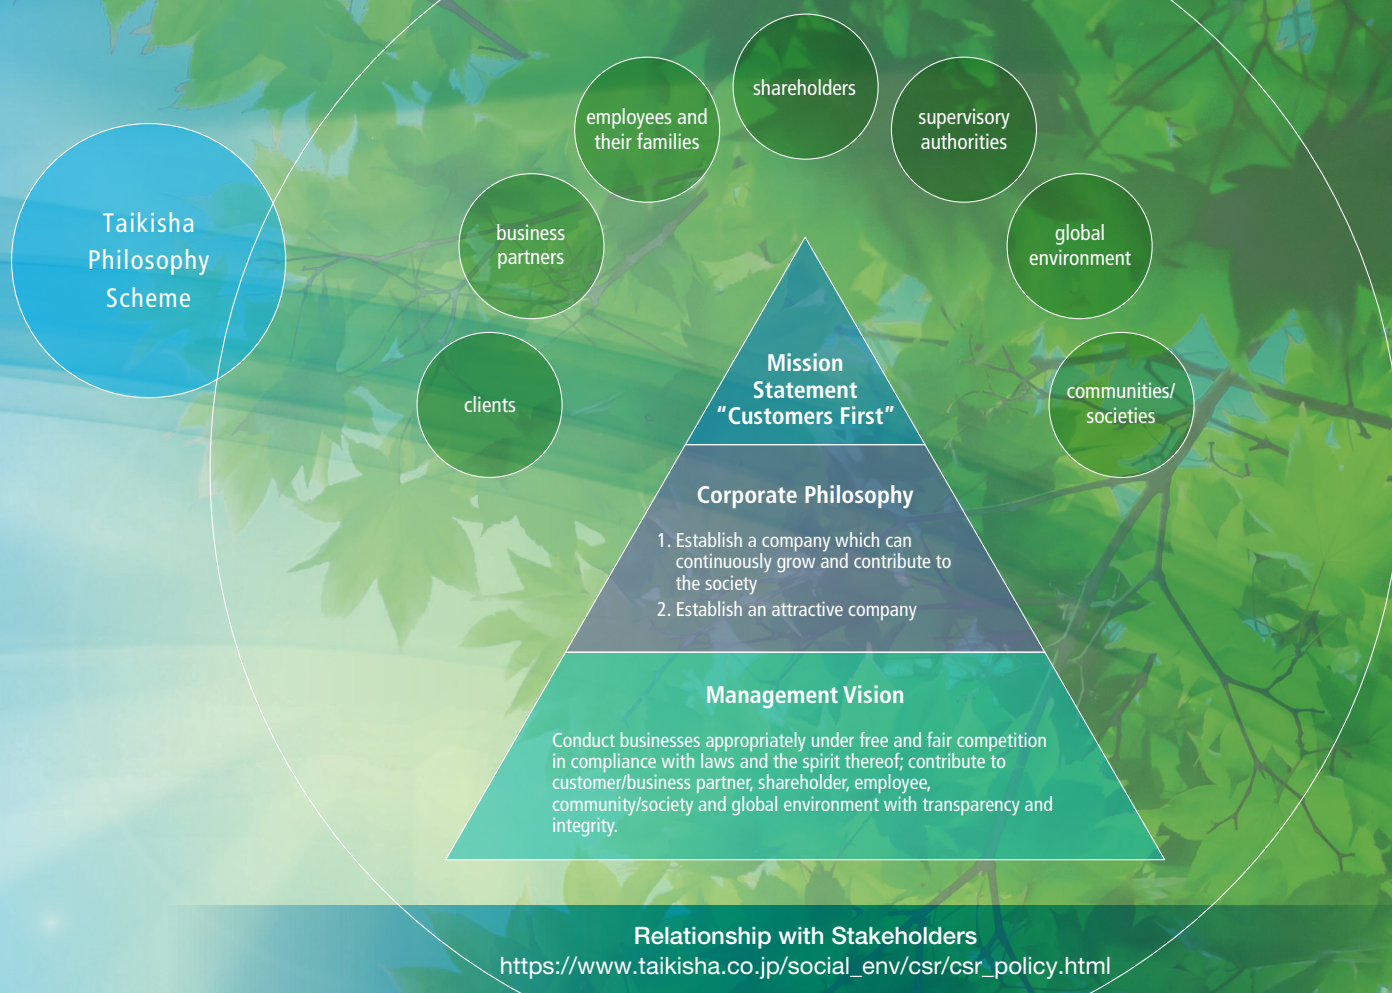 Taikisha
Philosophy
Scheme
shareholders
employees and
their families
supervisory
authorities
business
partners
global
environment
clients
communities/
societies
Mission
Statement
“Customers First”
Corporate Philosophy
1. Establish a company which can
continuously grow and contribute to
the society
2. Establish an attractive company
Management Vision
Conduct businesses appropriately under free and fair competition
in compliance with laws and the spirit thereof; contribute to
customer/business partner, shareholder, employee,
community/society and global environment with transparency and
integrity.
Relationship with Stakeholders
https://www.taikisha.co.jp/social_env/csr/csr_policy.html